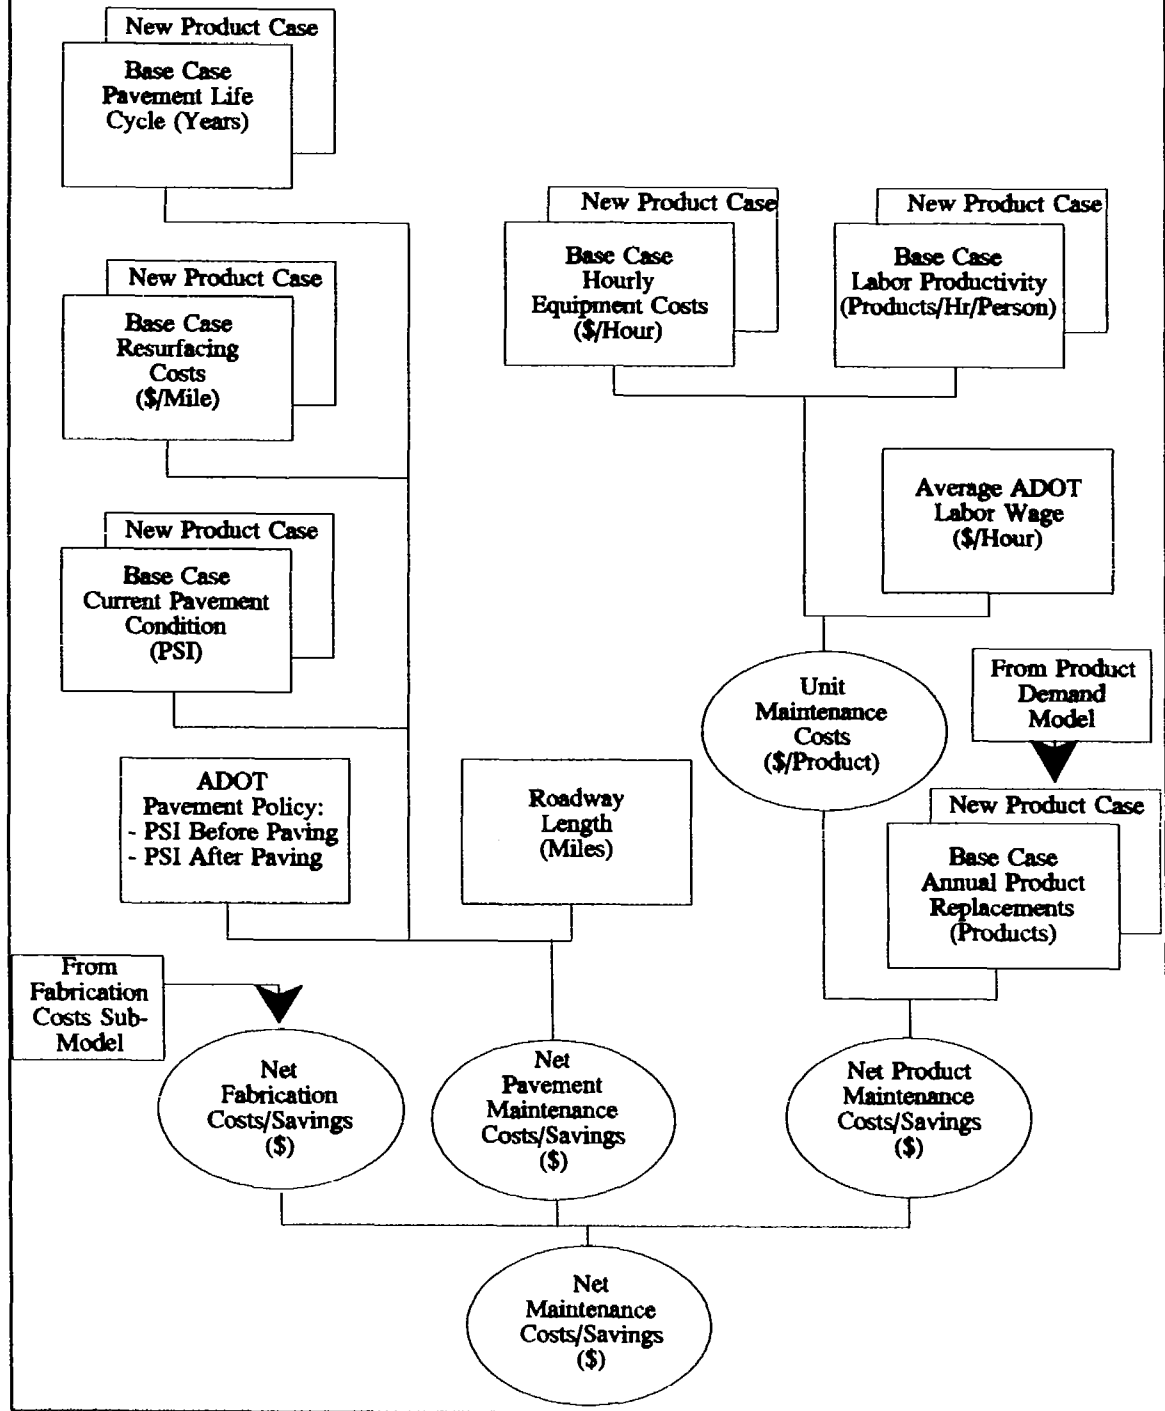 New Product Case
Base Case
Pavement Life
Cycle (Years)
New Product Case
Base Case
Hourly
Equipment Costs
($/Hour)
New Product Case
Base Case
Labor Productivity
(Products/Hr/Person)
New Product Case
Base Case
Resurfacing
Costs
($/Mile)
Average ADOT
Labor Wage
($/Hour)
New Product Case
Base Case
Current Pavement
Condition
(PSI)
Unit
Maintenance
Costs
($/Product)
From Product
Demand
Model
ADOT
Pavement Policy:
- PSI Before Paving
- PSI After Paving
Roadway
Length
(Miles)
New Product Case
Base Case
Annual Product
Replacements
(Products)
From
Fabrication
Costs Sub-
Model
Net
Fabrication
Costs/Savings
($)
Net
Pavement
Maintenance
Costs/Savings
($)
Net Product
Maintenance
Costs/Savings
($)
Net
Maintenance
Costs/Savings
($)